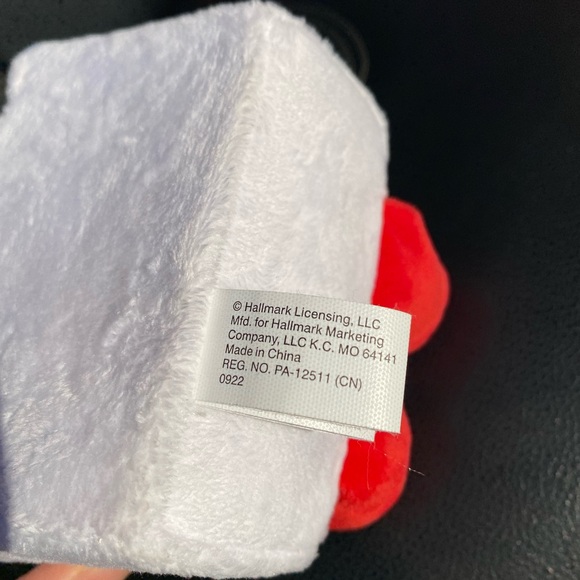 © Hallmark Licensing, LLC
Mfd. for Hallmark Marketing
Company, LLC K.C. MO 64141
Made in China
REG. NO. PA-12511 (CN)
0922